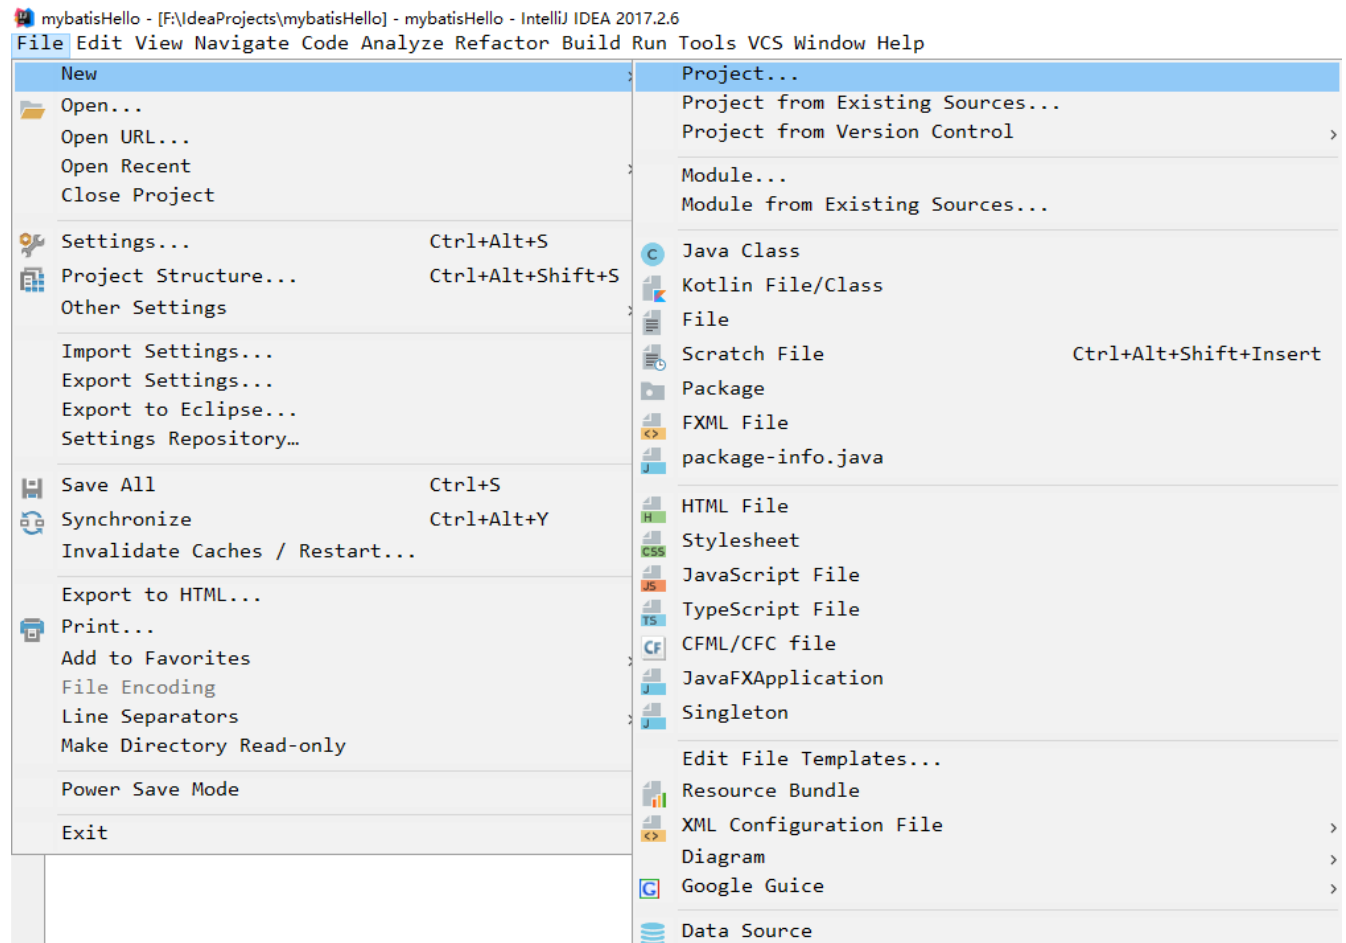 mybatisHello - [F:\IdeaProjects\mybatisHello] - mybatisHello - IntelliJ IDEA 2017.2.6
File Edit View Navigate Code Analyze Refactor Build Run Tools VCS Window Help
New
Open...
Open URL...
Open Recent
Close Project
Settings... Ctrl+Alt+S
Project Structure... Ctrl+Alt+Shift+S
Other Settings
Import Settings...
Export Settings...
Export to Eclipse...
Settings Repository…
Save All Ctrl+S
Synchronize Ctrl+Alt+Y
Invalidate Caches / Restart...
Export to HTML...
Print...
Add to Favorites
File Encoding
Line Separators
Make Directory Read-only
Power Save Mode
Exit
Project...
Project from Existing Sources...
Project from Version Control
Module...
Module from Existing Sources...
C Java Class
Kotlin File/Class
File
Scratch File Ctrl+Alt+Shift+Insert
Package
<> FXML File
J package-info.java
H HTML File
CSS Stylesheet
JS JavaScript File
TS TypeScript File
CF CFML/CFC file
J JavaFXApplication
J Singleton
Edit File Templates...
Resource Bundle
<> XML Configuration File
Diagram
G Google Guice
Data Source